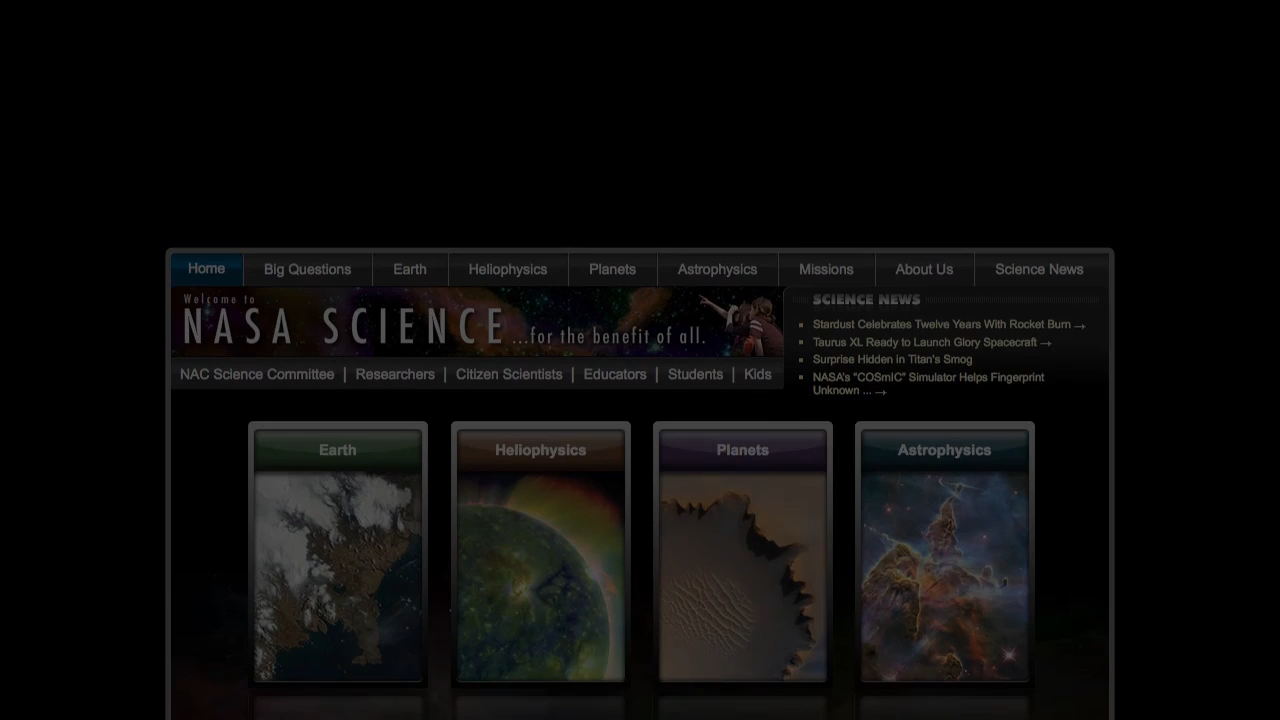 Home Big Questions Earth Heliophysics Planets Astrophysics Missions About Us Science News
Welcome to
NASA SCIENCE ...for the benefit of all.
NAC Science Committee | Researchers | Citizen Scientists | Educators | Students | Kids
SCIENCE NEWS
Stardust Celebrates Twelve Years With Rocket Burn →
Taurus XL Ready to Launch Glory Spacecraft →
Surprise Hidden in Titan's Smog
NASA's "COSmIC" Simulator Helps Fingerprint
Unknown ... →
Earth Heliophysics Planets Astrophysics